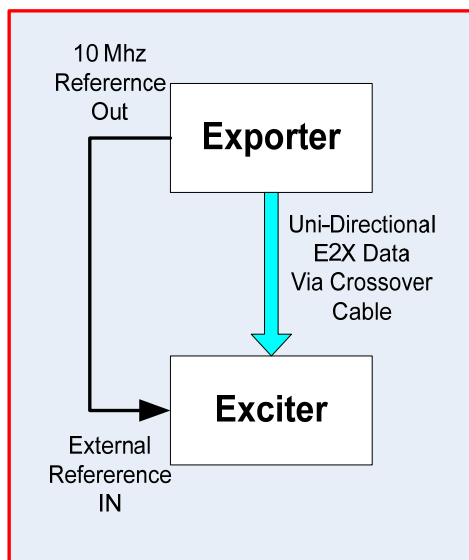 10 Mhz
Referernce
Out
Exporter
Uni-Directional
E2X Data
Via Crossover
Cable
Exciter
External
Refererence
IN